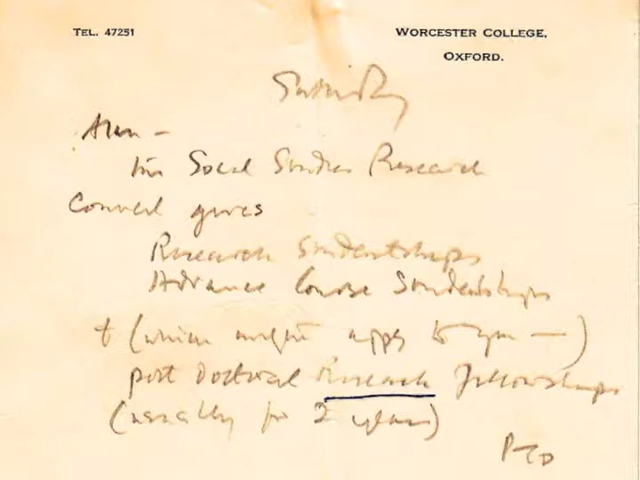 TEL. 47251
WORCESTER COLLEGE,
OXFORD.
Saturday
Alan -
the Social Studies Research
Council gives
Research Studentships
Advance Course Studentships
+ (which might apply to you —)
post doctoral Research Fellowships
(usually for 2 years)
PTO